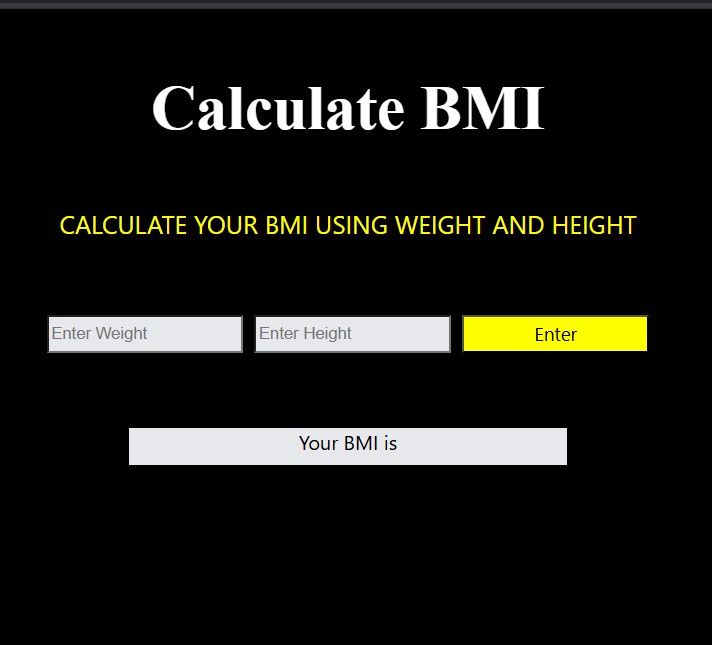 Calculate BMI
CALCULATE YOUR BMI USING WEIGHT AND HEIGHT
Enter Weight Enter Height Enter
Your BMI is